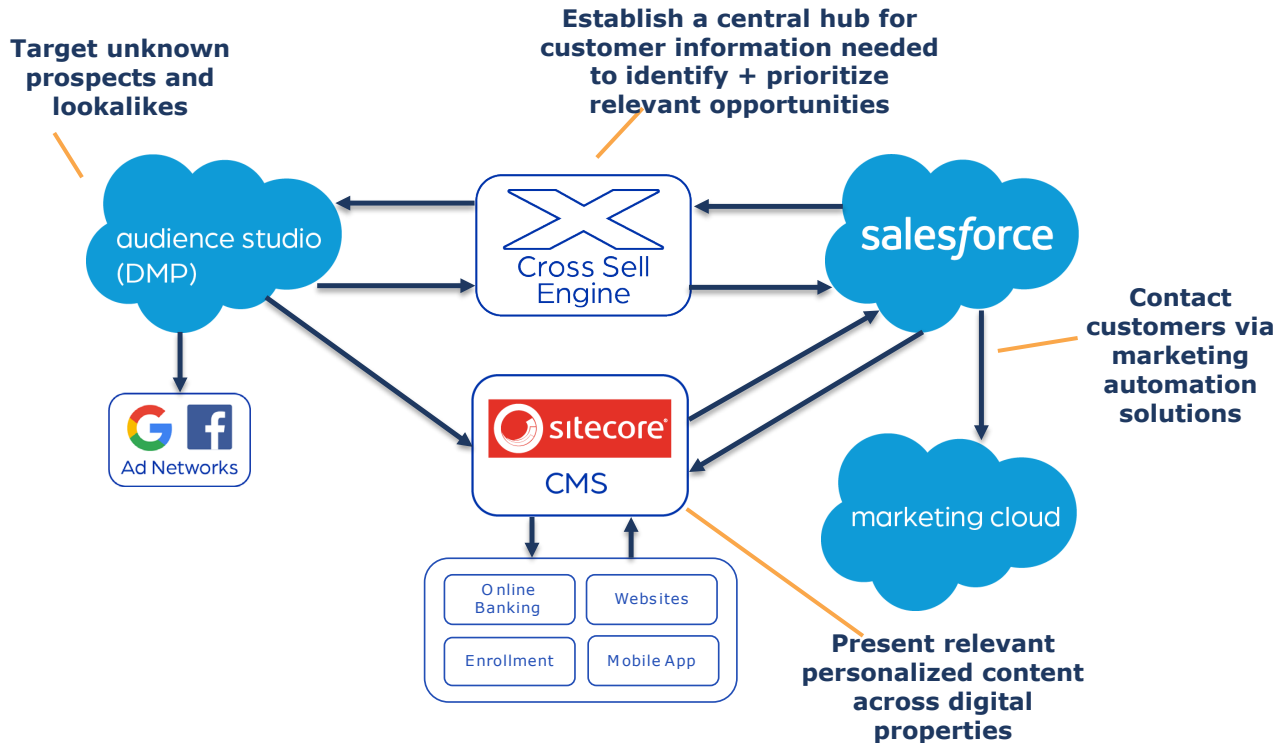 Target unknown
prospects and
lookalikes
Establish a central hub for
customer information needed
to identify + prioritize
relevant opportunities
audience studio
(DMP)
Cross Sell
Engine
salesforce
Contact
customers via
marketing
automation
solutions
Ad Networks
sitecore
CMS
marketing cloud
Online
Banking
Websites
Enrollment
Mobile App
Present relevant
personalized content
across digital
properties